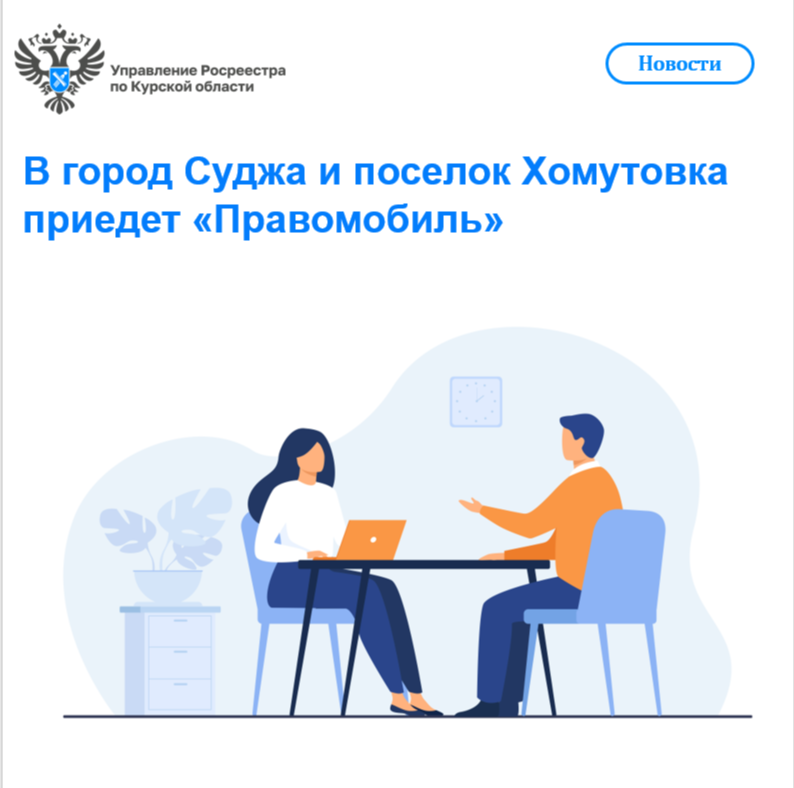 Управление Росреестра
по Курской области
Новости
В город Суджа и поселок Хомутовка
приедет «Правомобиль»